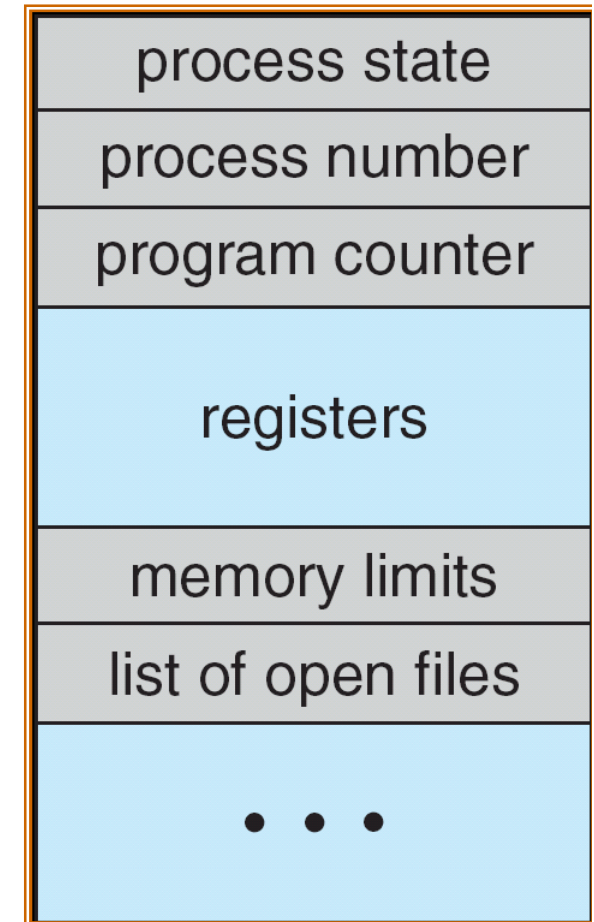 process state
process number
program counter
registers
memory limits
list of open files
• • •